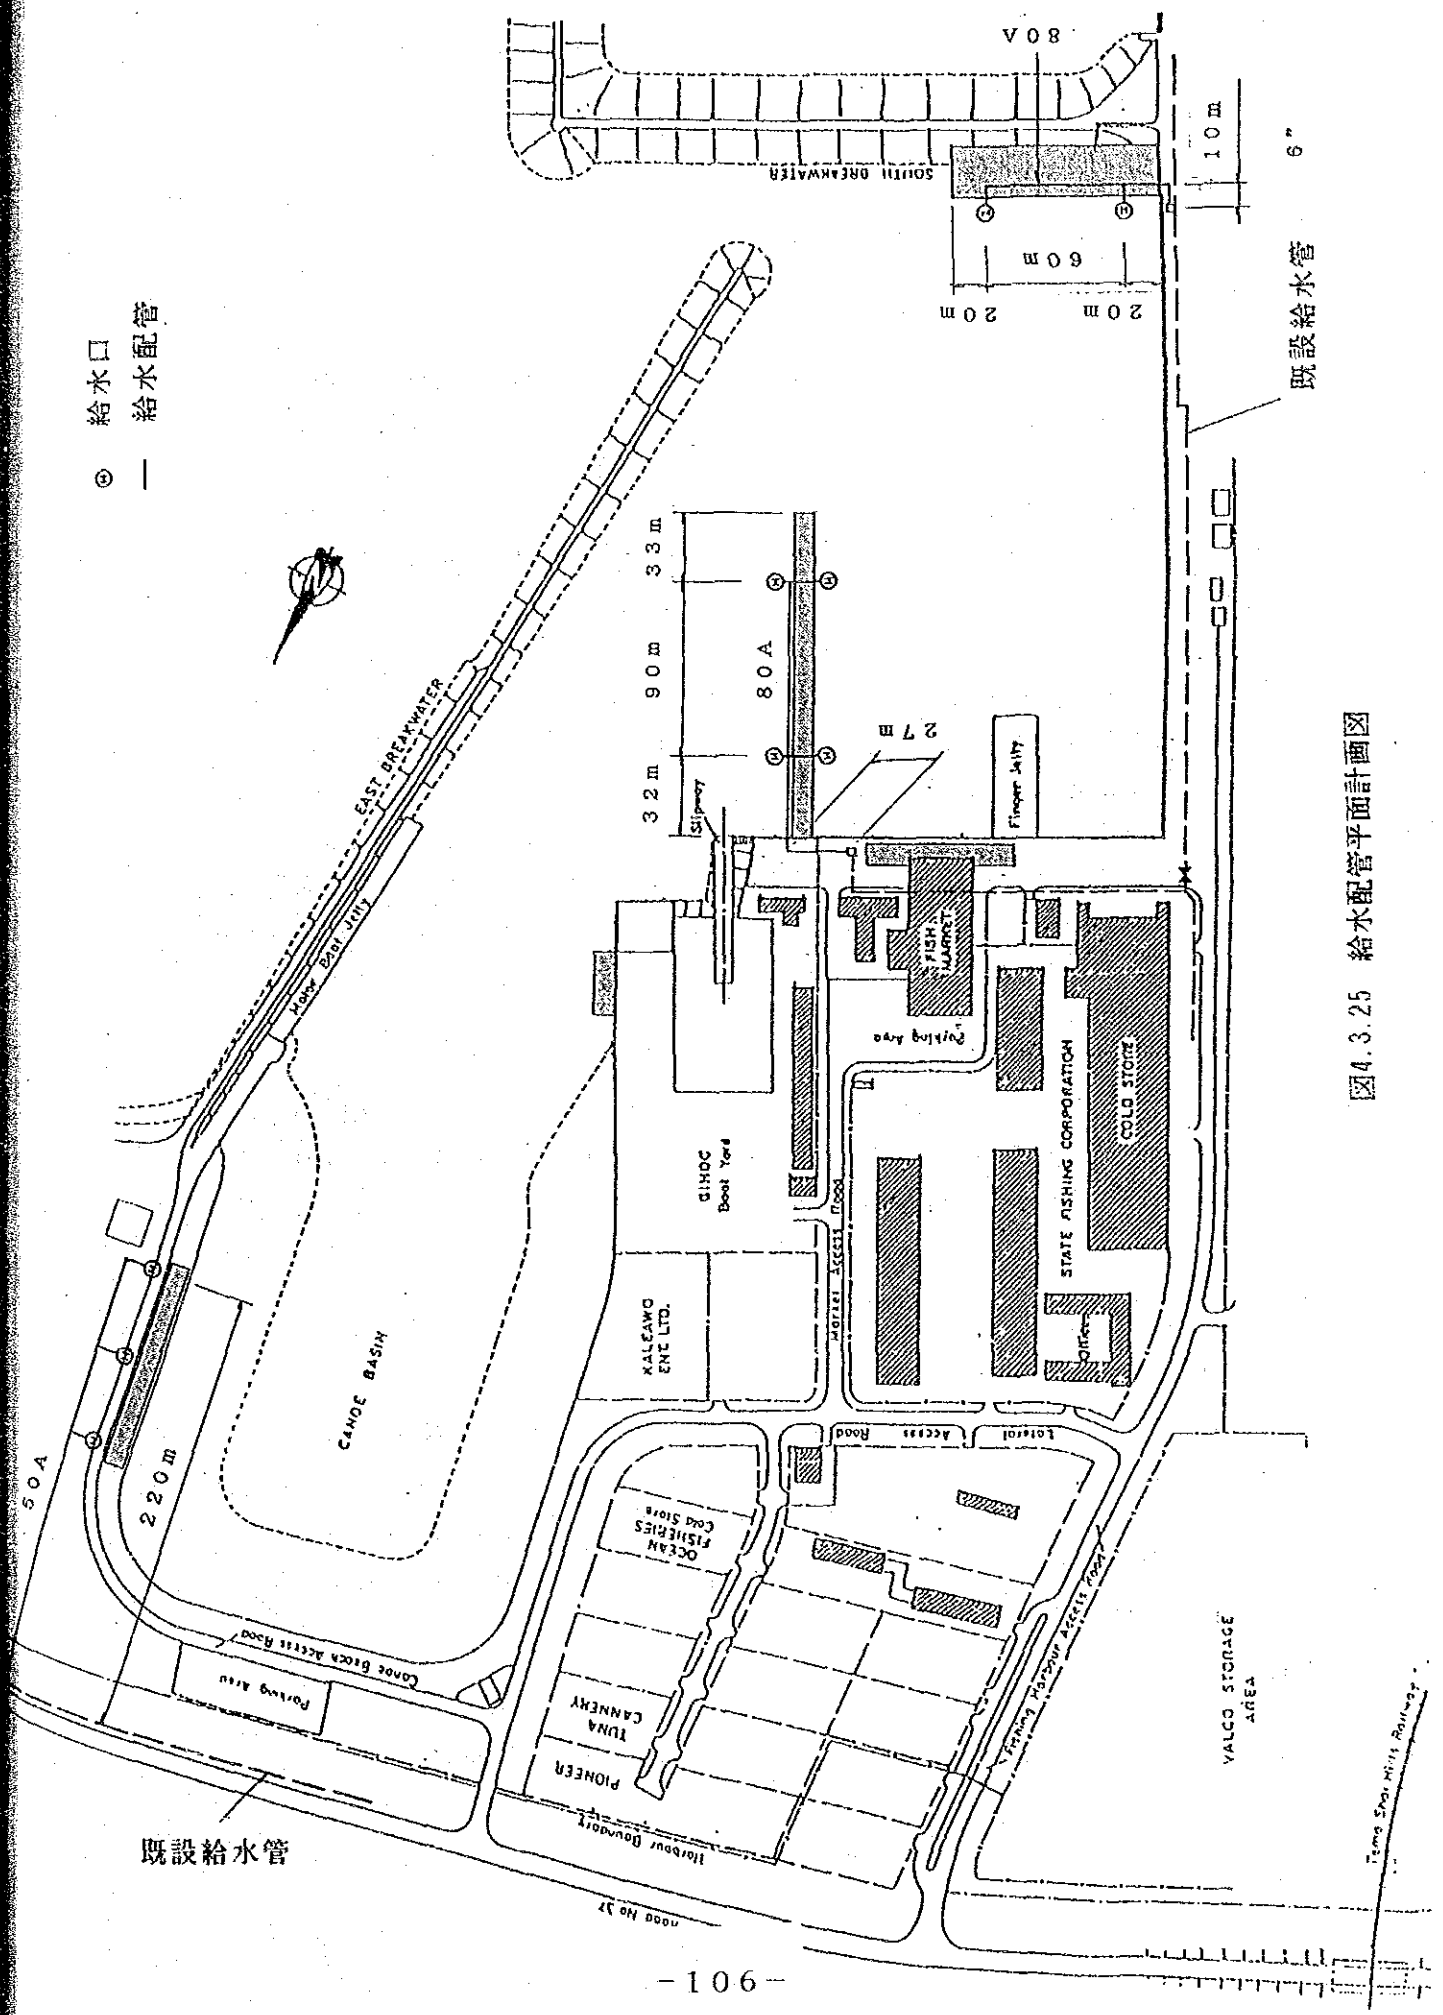 Ⓗ 給水口
— 給水配管
80A
SOUTH BREAKWATER
10m
6"
60m
20m
20m
既設給水管
33m
90m
32m
80A
27m
Slipway
Finger Jetty
EAST BREAKWATER
Motor Boat Jetty
FISH
MARKET
Parking Area
COLD STORE
STATE FISHING CORPORATION
Offices
GIHOC
Boat Yard
Market Access Road
KALEAWO
ENG LTD.
CANOE BASIN
50A
220m
Lateral Access Road
OCEAN
FISHERIES
Cold Store
TUNA
CANNERY
PIONEER
Canoe Beach Access Road
Parking Area
Fishing Harbour Access Road
VALCO STORAGE
AREA
Harbour Boundary
Road No 37
既設給水管
図4.3.25 給水配管平面計画図
-106-